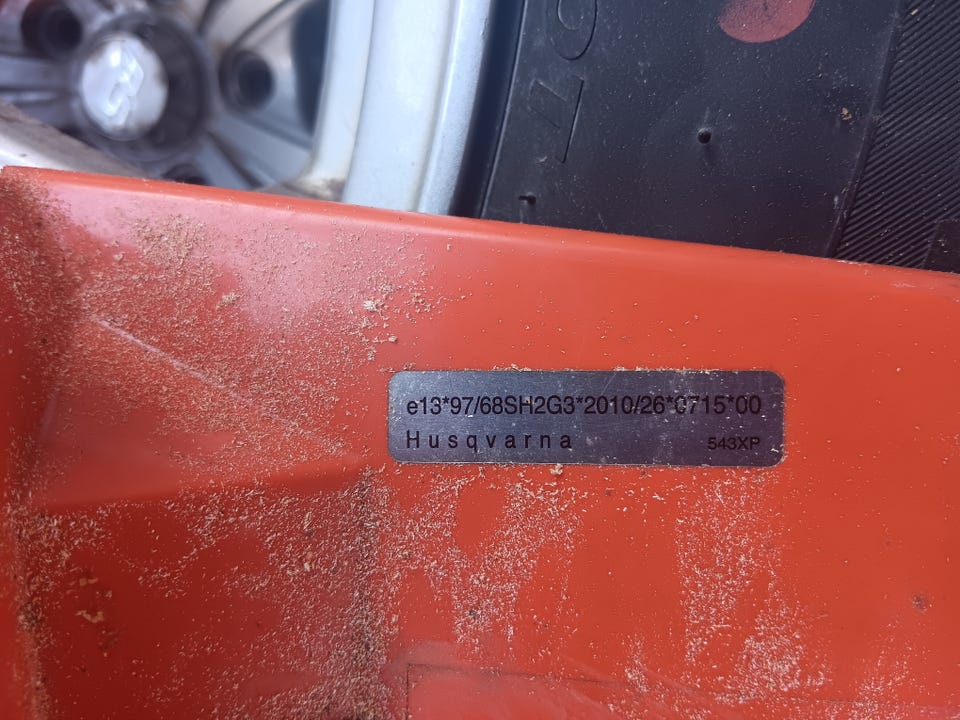 e13*97/68SH2G3*2010/26*0715*00
Husqvarna 543XP